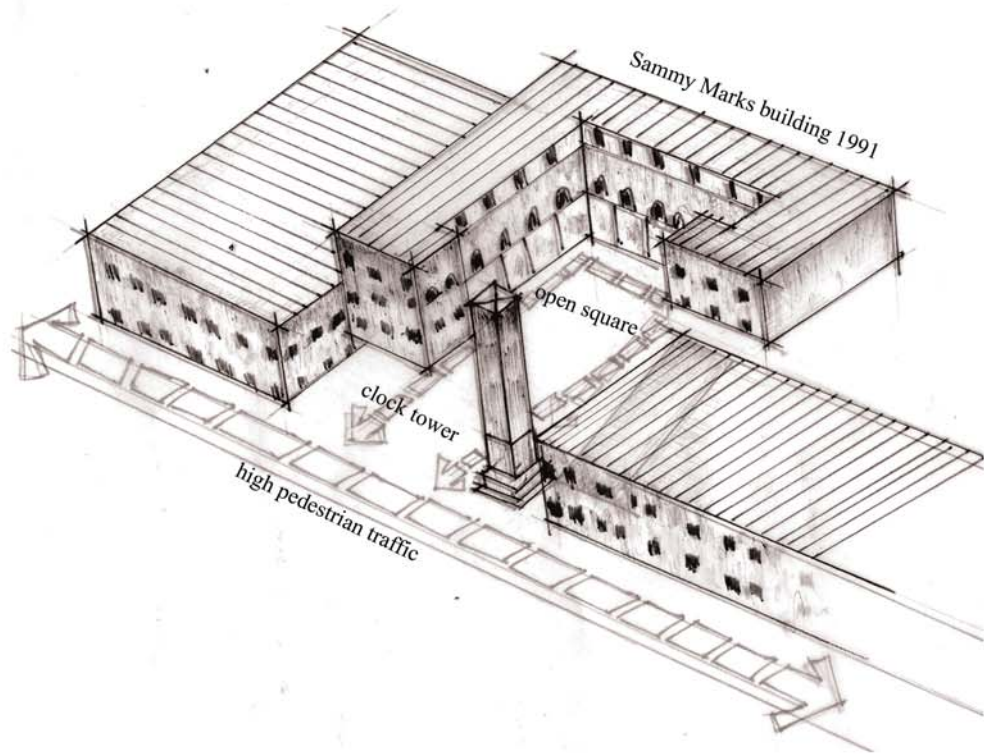 Sammy Marks building 1991
open square
clock tower
high pedestrian traffic